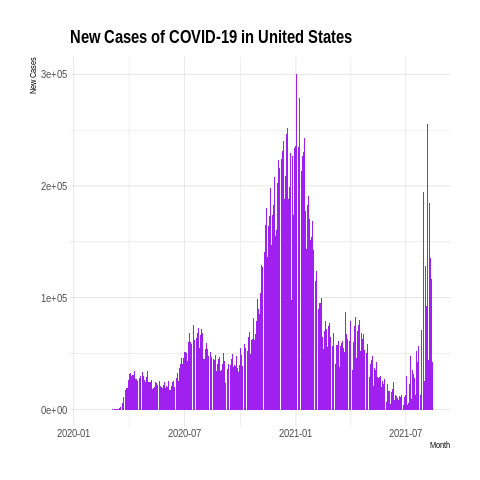 New Cases of COVID-19 in United States
New Cases
3e+05
2e+05
1e+05
0e+00
2020-01 2020-07 2021-01 2021-07
Month